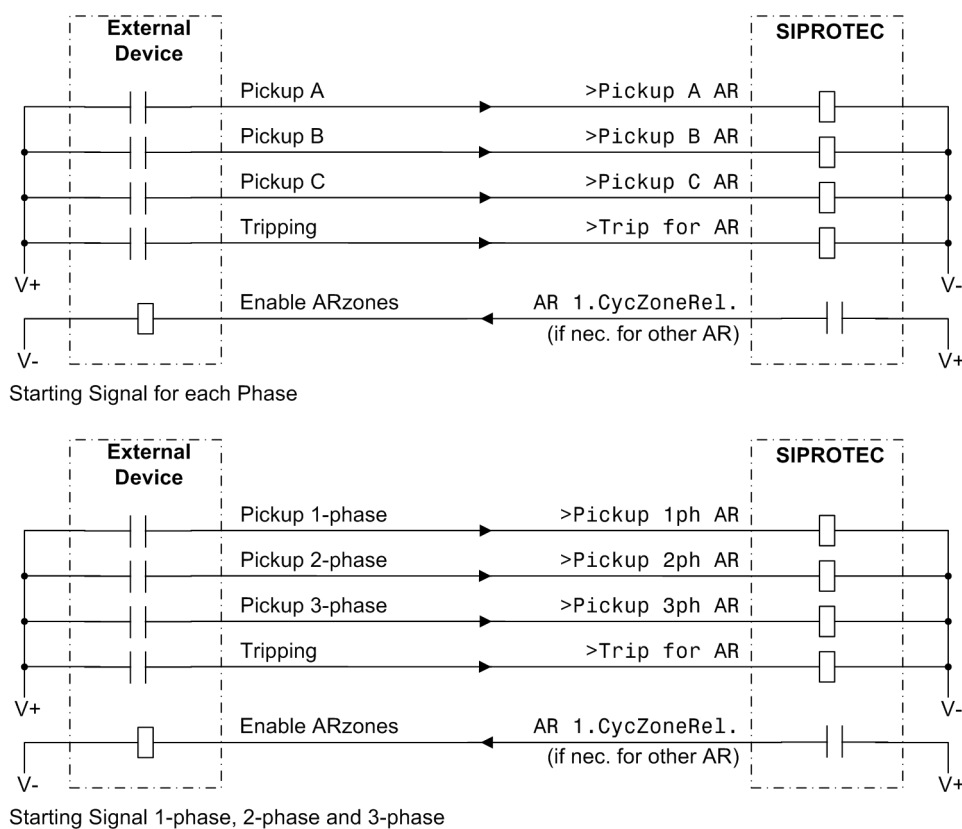 External
Device
SIPROTEC
Pickup A
>Pickup A AR
Pickup B
>Pickup B AR
Pickup C
>Pickup C AR
Tripping
>Trip for AR
V+
V-
Enable ARzones
AR 1.CycZoneRel.
(if nec. for other AR)
V-
V+
Starting Signal for each Phase
External
Device
SIPROTEC
Pickup 1-phase
>Pickup 1ph AR
Pickup 2-phase
>Pickup 2ph AR
Pickup 3-phase
>Pickup 3ph AR
Tripping
>Trip for AR
V+
V-
Enable ARzones
AR 1.CycZoneRel.
(if nec. for other AR)
V-
V+
Starting Signal 1-phase, 2-phase and 3-phase